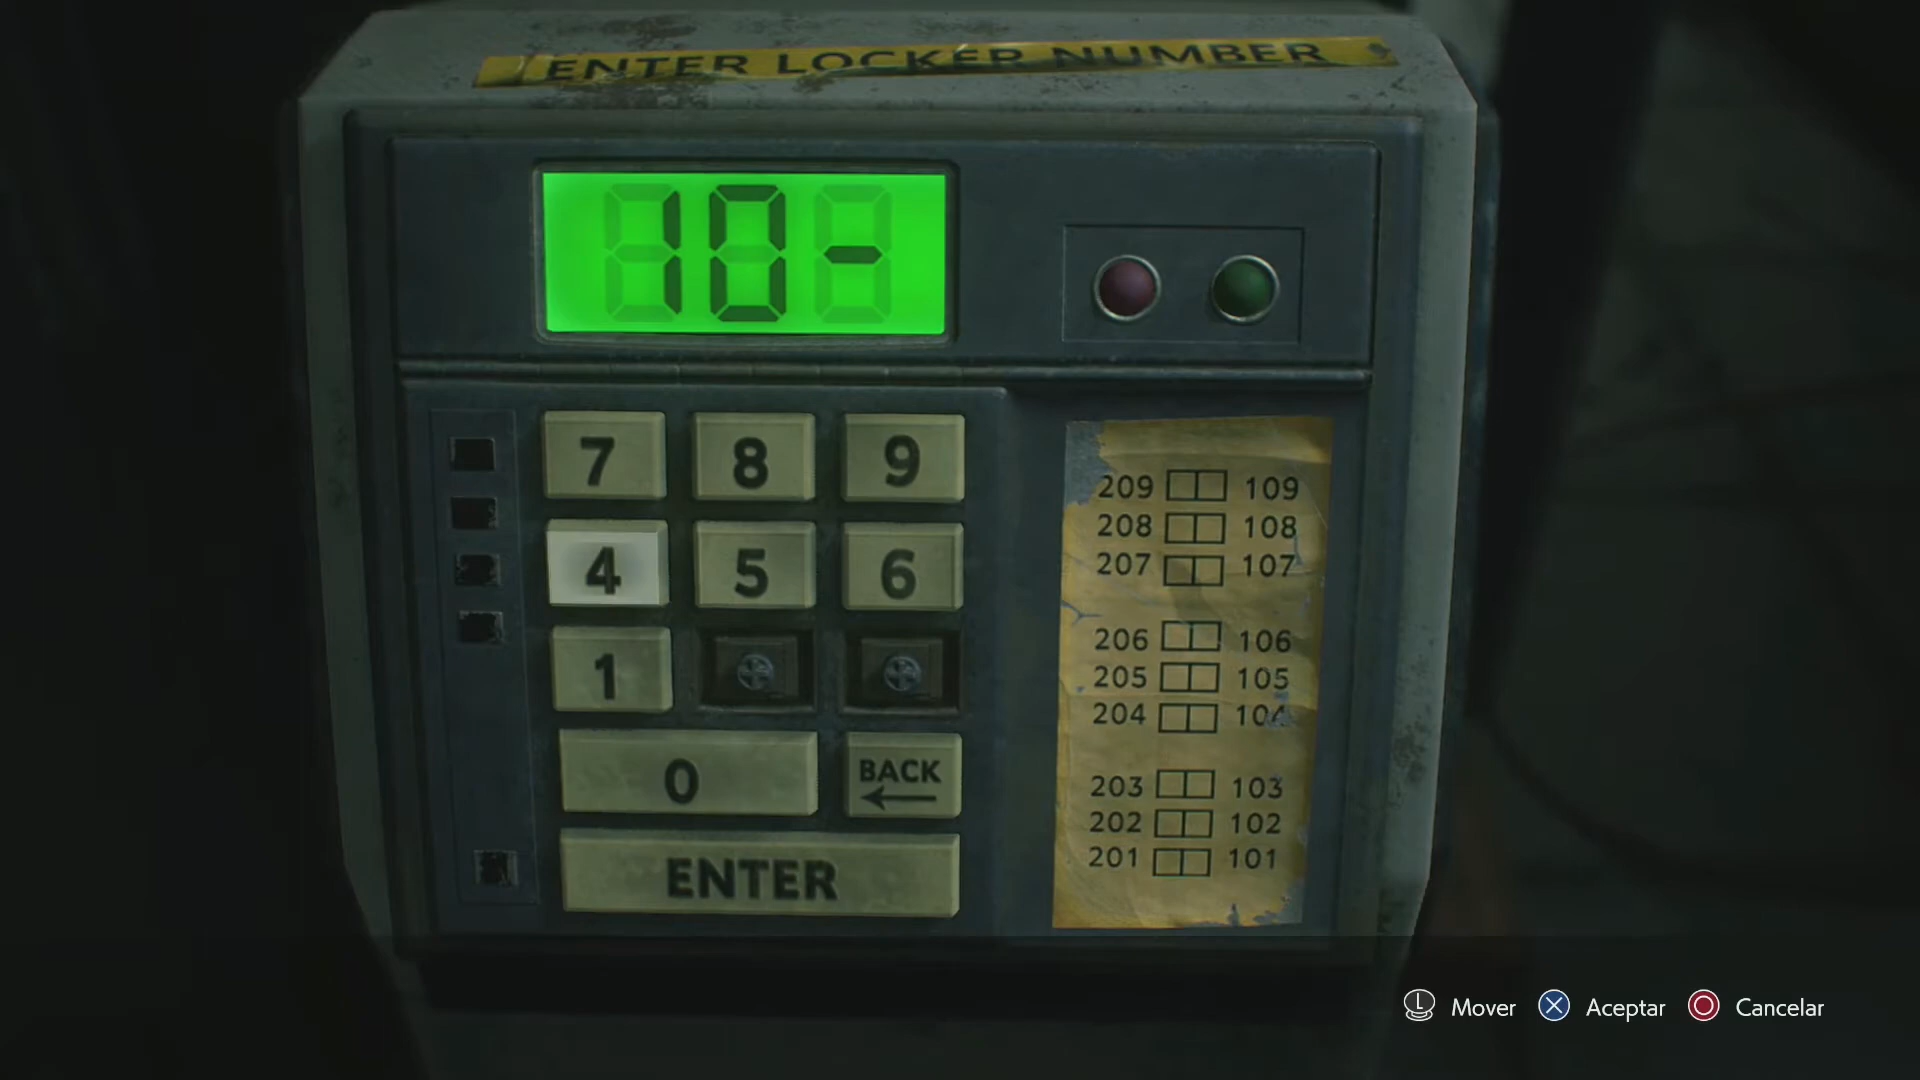 ENTER LOCKER NUMBER
10-
7 8 9
4 5 6
1
0 BACK
ENTER
209 109
208 108
207 107
206 106
205 105
204 104
203 103
202 102
201 101
L Mover Aceptar Cancelar